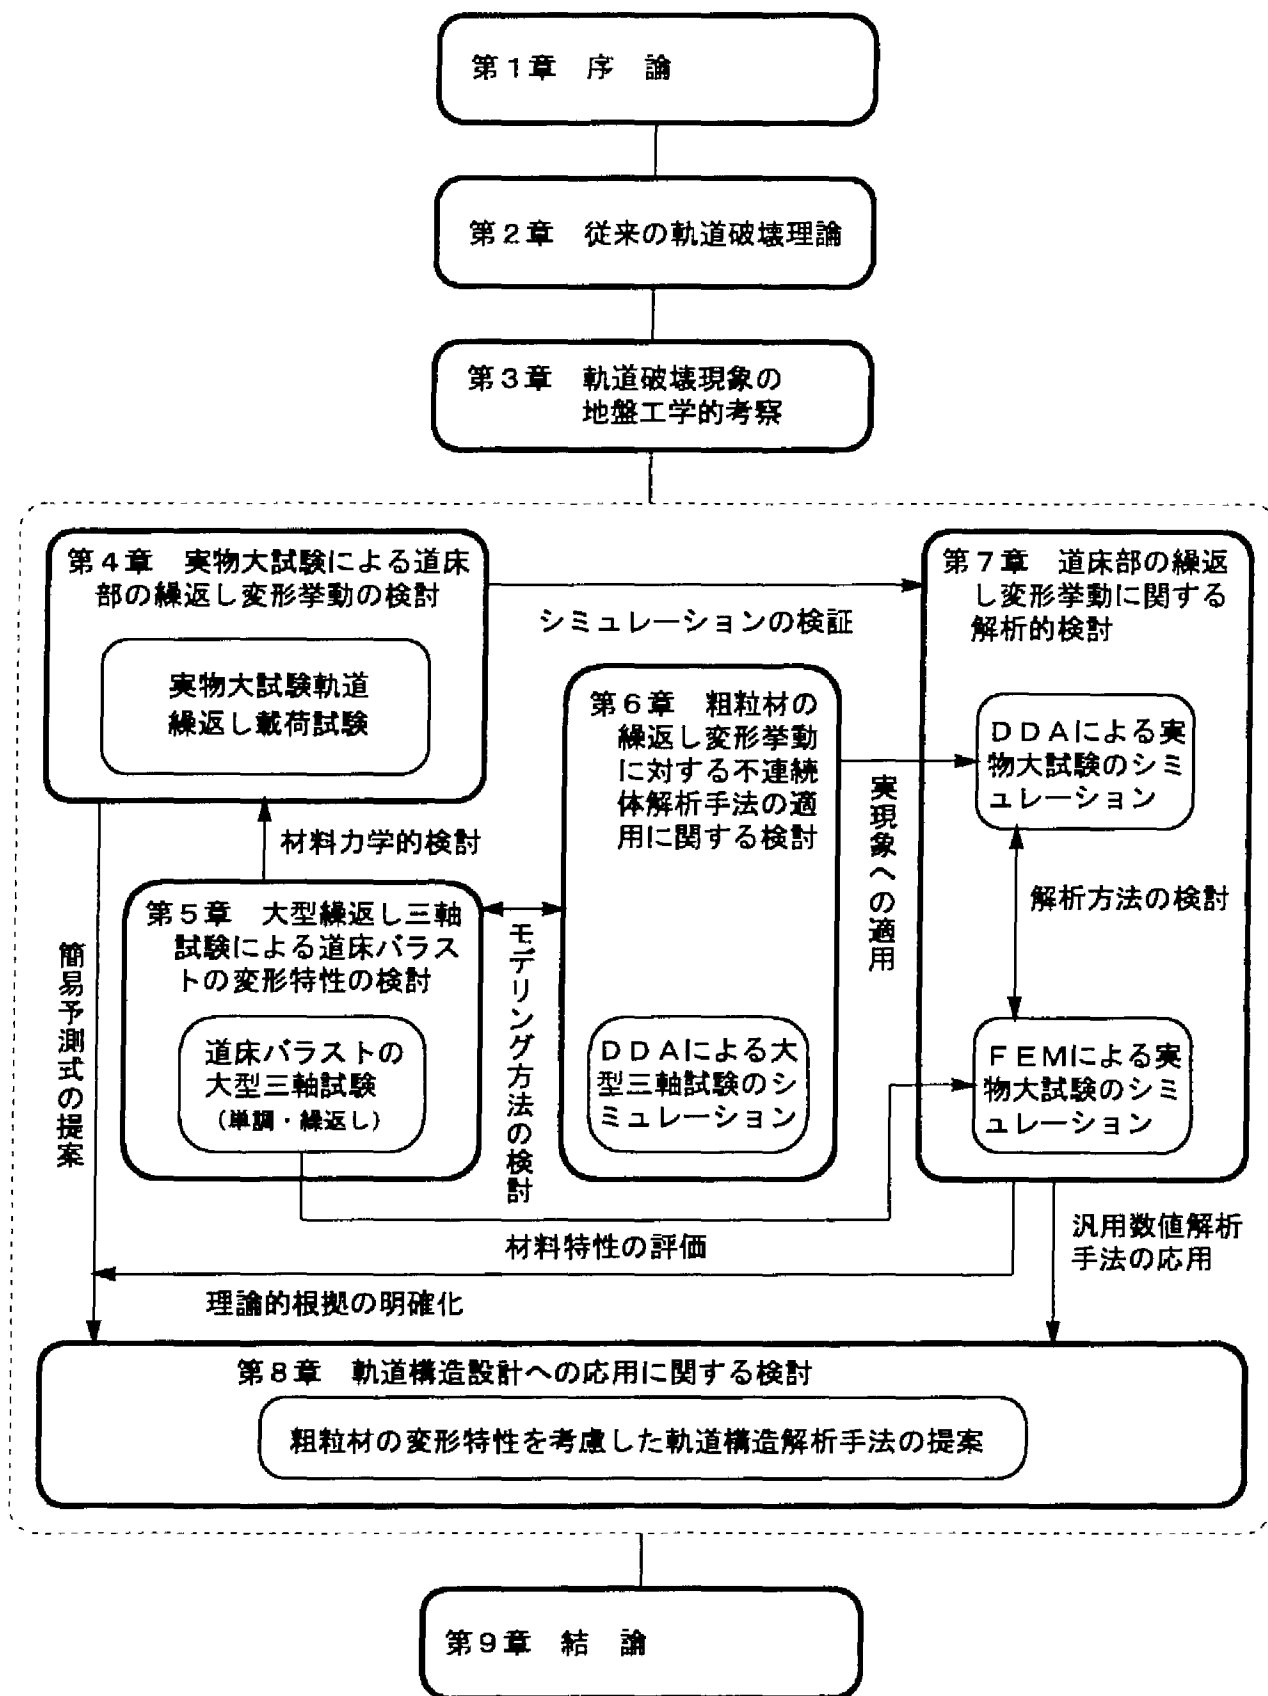 第１章　序　論
第２章　従来の軌道破壊理論
第３章　軌道破壊現象の
地盤工学的考察
第４章　実物大試験による道床
部の繰返し変形挙動の検討
実物大試験軌道
繰返し載荷試験
シミュレーションの検証
第７章　道床部の繰返
し変形挙動に関する
解析的検討
第６章　粗粒材の
繰返し変形挙動
に対する不連続
体解析手法の適
用に関する検討
ＤＤＡによる実
物大試験のシミ
ュレーション
実現象への適用
材料力学的検討
第５章　大型繰返し三軸
試験による道床バラス
トの変形特性の検討
道床バラストの
大型三軸試験
（単調・繰返し）
モデリング方法の検討
ＤＤＡによる大
型三軸試験のシ
ミュレーション
解析方法の検討
ＦＥＭによる実
物大試験のシミ
ュレーション
簡易予測式の提案
材料特性の評価
汎用数値解析
手法の応用
理論的根拠の明確化
第８章　軌道構造設計への応用に関する検討
粗粒材の変形特性を考慮した軌道構造解析手法の提案
第９章　結　論